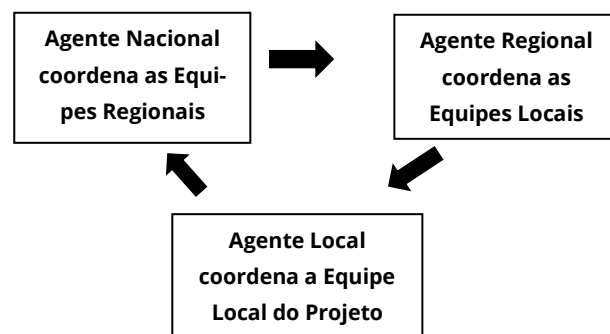 Agente Nacional
coordena as Equi-
pes Regionais
Agente Regional
coordena as
Equipes Locais
Agente Local
coordena a Equipe
Local do Projeto